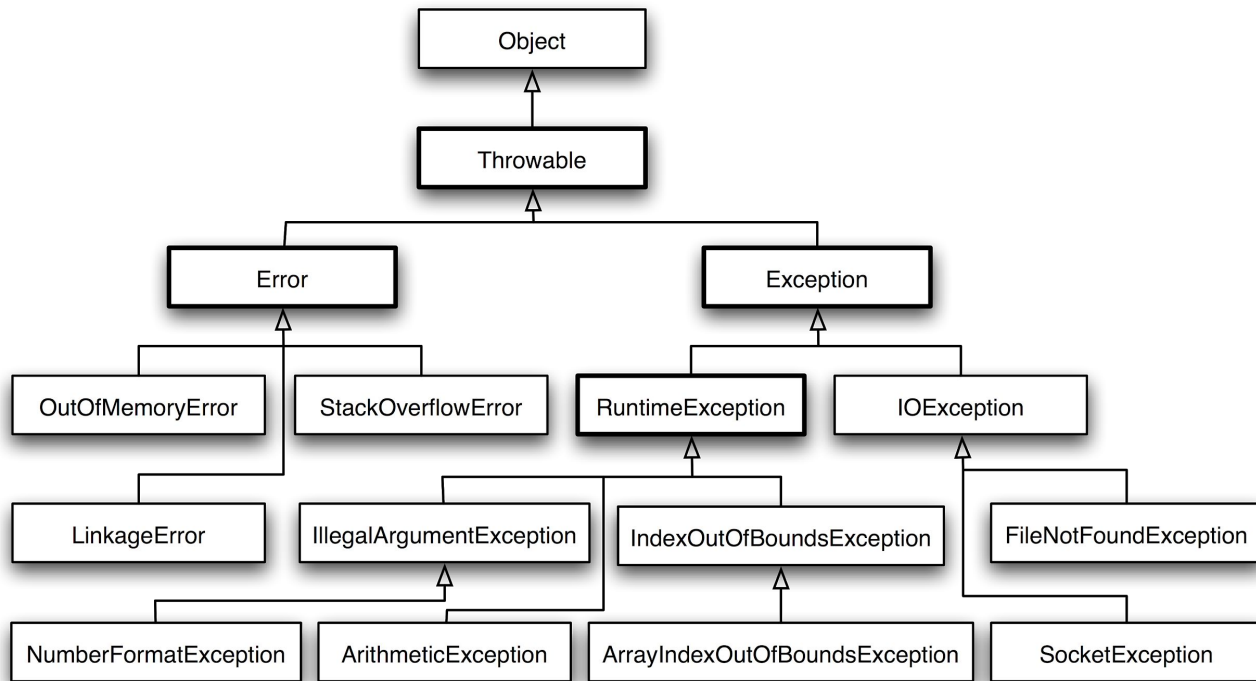 Object
Throwable
Error
Exception
OutOfMemoryError
StackOverflowError
RuntimeException
IOException
LinkageError
IllegalArgumentException
IndexOutOfBoundsException
FileNotFoundException
NumberFormatException
ArithmeticException
ArrayIndexOutOfBoundsException
SocketException